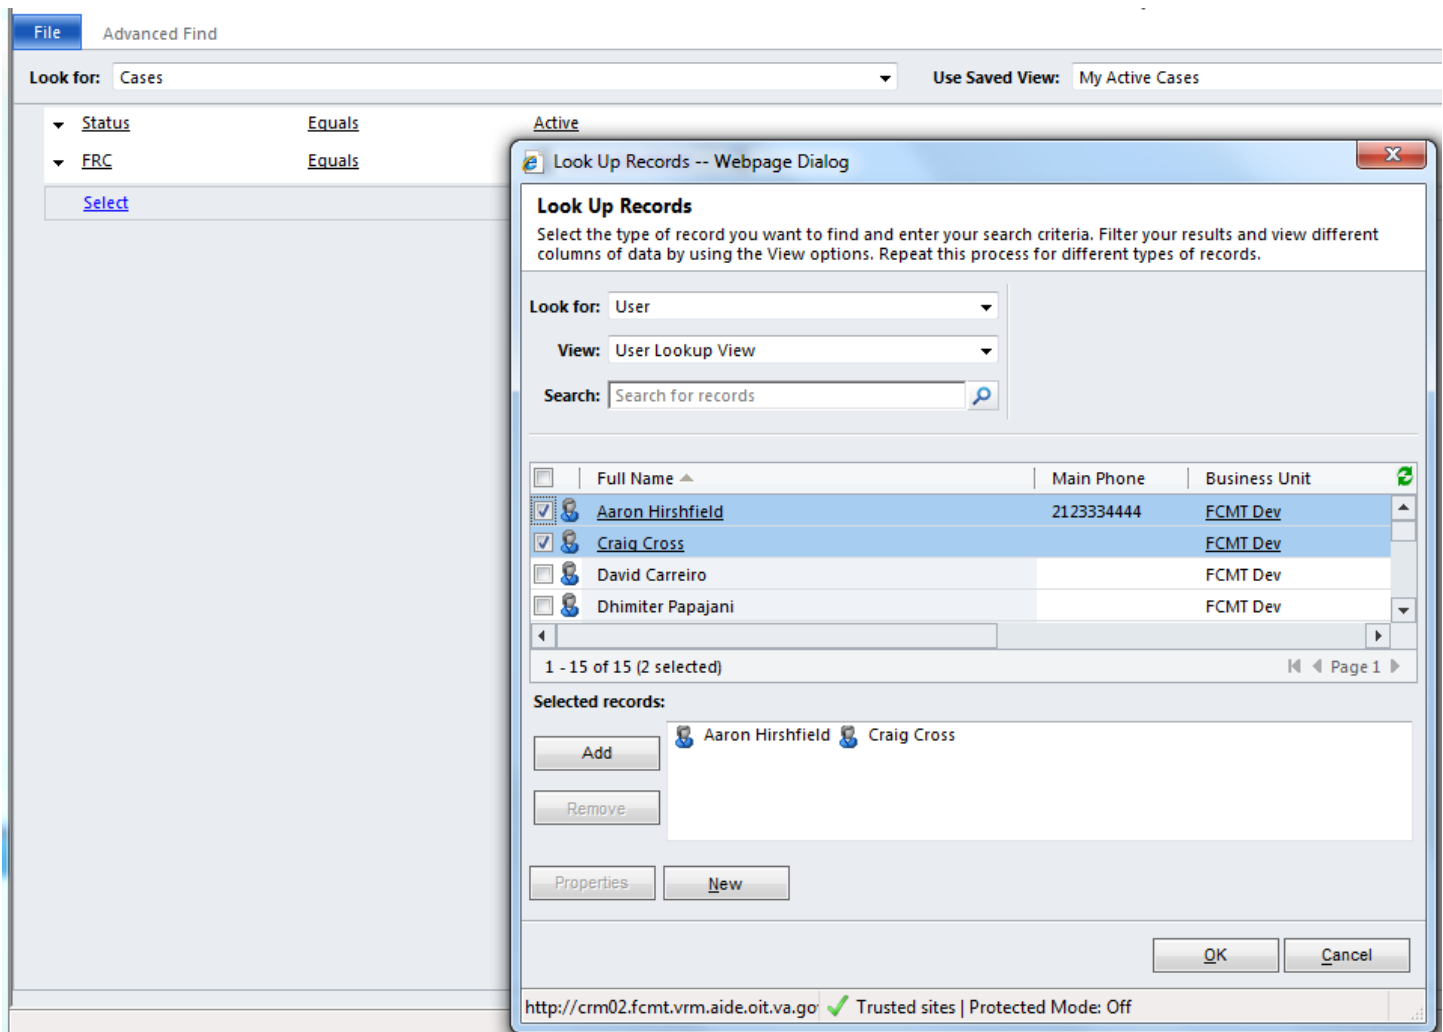 File Advanced Find
Look for: Cases Use Saved View: My Active Cases
Status Equals Active
FRC Equals
Select
Look Up Records -- Webpage Dialog
Look Up Records
Select the type of record you want to find and enter your search criteria. Filter your results and view different
columns of data by using the View options. Repeat this process for different types of records.
Look for: User
View: User Lookup View
Search: Search for records
Full Name Main Phone Business Unit
Aaron Hirshfield 2123334444 FCMT Dev
Craig Cross FCMT Dev
David Carreiro FCMT Dev
Dhimiter Papajani FCMT Dev
1 - 15 of 15 (2 selected) Page 1
Selected records:
Add Aaron Hirshfield Craig Cross
Remove
Properties New
OK Cancel
http://crm02.fcmt.vrm.aide.oit.va.go Trusted sites | Protected Mode: Off